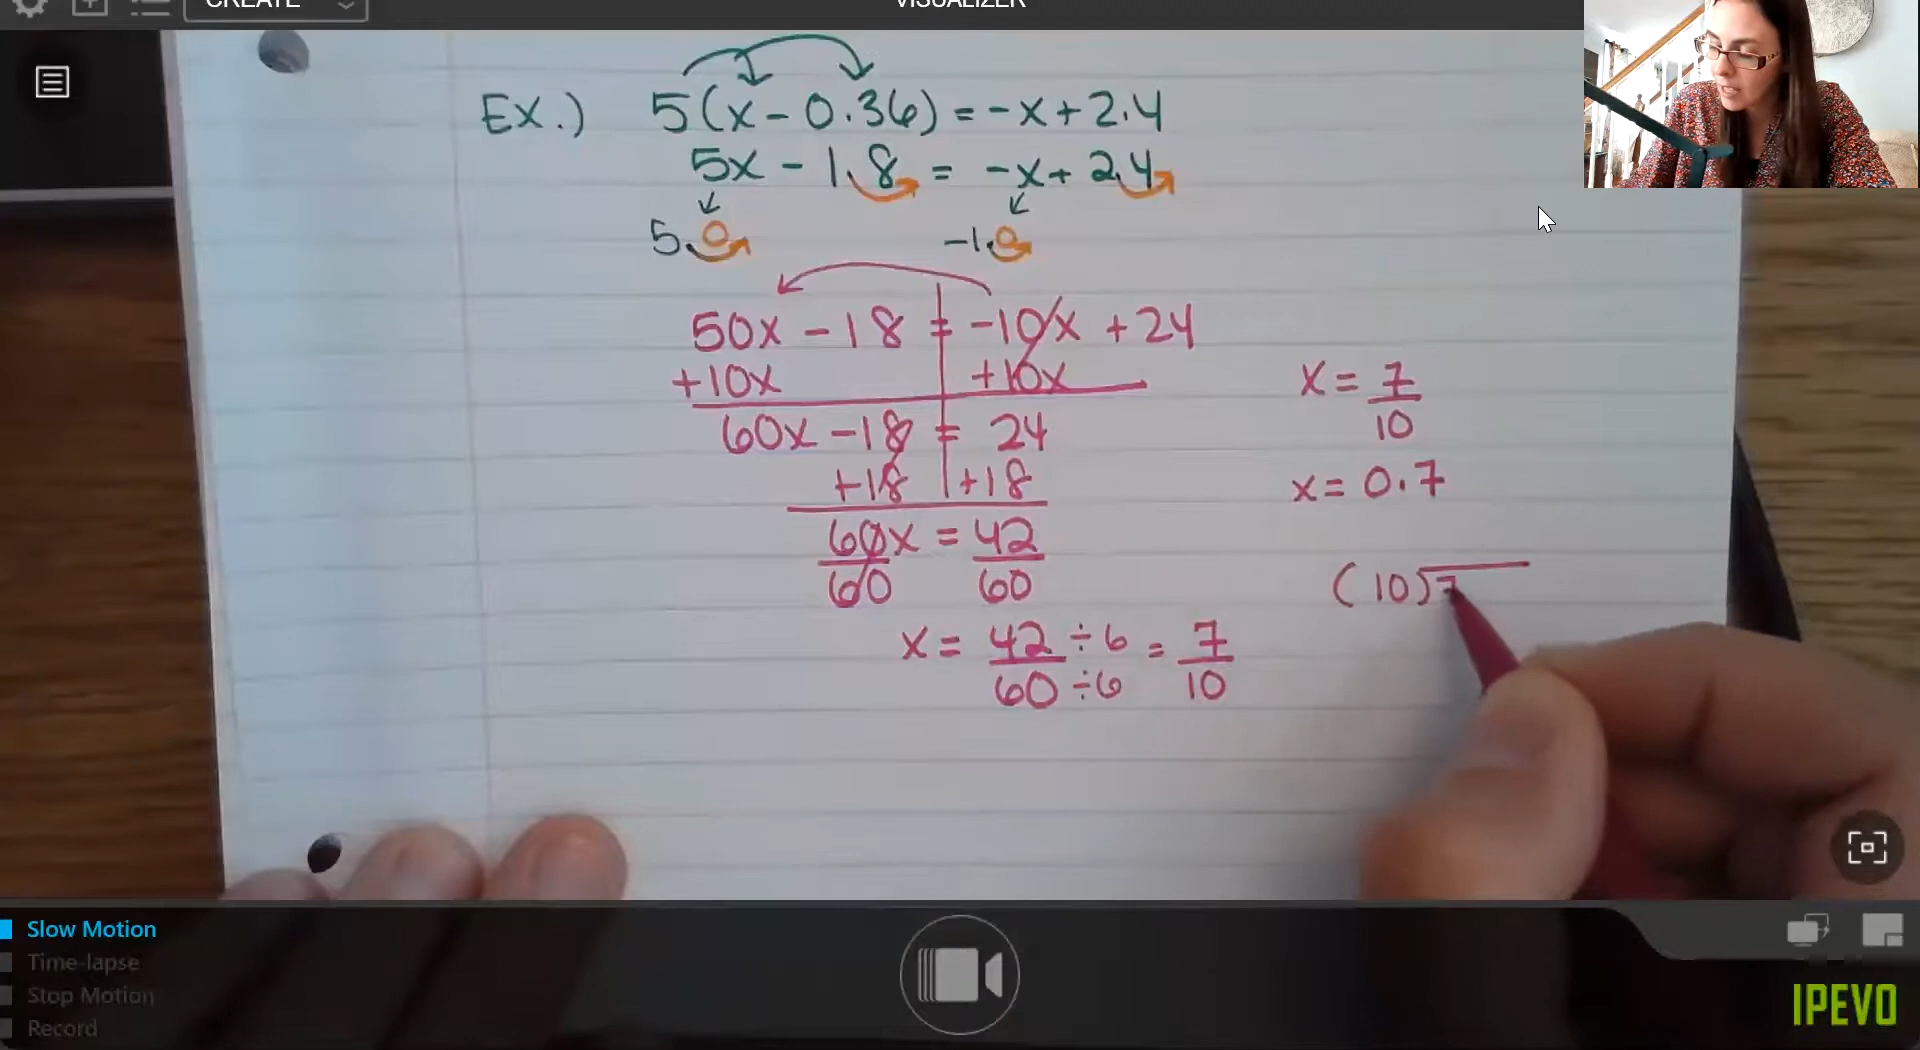 CREATE
VISUALIZER
EX.) 5(x - 0.36) = -x + 2.4
5x - 1.8 = -x + 2.4
5.0 -1.0
50x - 18 = -10x + 24
+10x +10x
60x - 18 = 24
+18 +18
60x = 42
60 60
x = 42 ÷ 6 = 7
60 ÷ 6 10
x = 7
10
x = 0.7
( 10)7
Slow Motion
Time-lapse
Stop Motion
Record
IPEVO